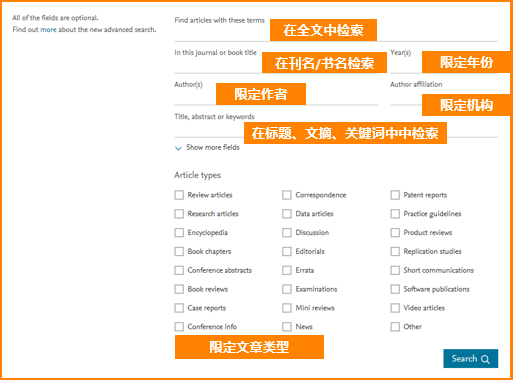 All of the fields are optional.
Find out more about the new advanced search.
Find articles with these terms
在全文中检索
In this journal or book title
在刊名/书名检索
Year(s)
限定年份
Author(s)
限定作者
Author affiliation
限定机构
Title, abstract or keywords
在标题、文摘、关键词中中检索
Show more fields
Article types
Review articles
Correspondence
Patent reports
Research articles
Data articles
Practice guidelines
Encyclopedia
Discussion
Product reviews
Book chapters
Editorials
Replication studies
Conference abstracts
Errata
Short communications
Book reviews
Examinations
Software publications
Case reports
Mini reviews
Video articles
Conference info
News
Other
限定文章类型
Search